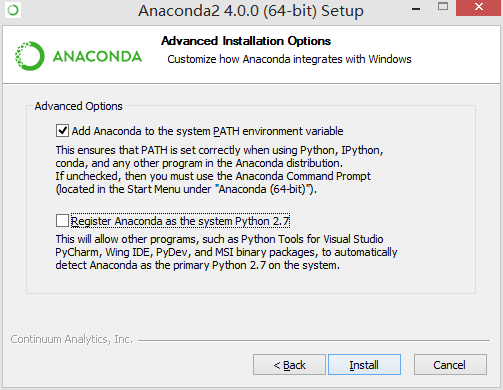 Anaconda2 4.0.0 (64-bit) Setup
ANACONDA
Advanced Installation Options
Customize how Anaconda integrates with Windows
Advanced Options
Add Anaconda to the system PATH environment variable
This ensures that PATH is set correctly when using Python, IPython,
conda, and any other program in the Anaconda distribution.
If unchecked, then you must use the Anaconda Command Prompt
(located in the Start Menu under "Anaconda (64-bit)").
Register Anaconda as the system Python 2.7
This will allow other programs, such as Python Tools for Visual Studio
PyCharm, Wing IDE, PyDev, and MSI binary packages, to automatically
detect Anaconda as the primary Python 2.7 on the system.
Continuum Analytics, Inc.
< Back
Install
Cancel